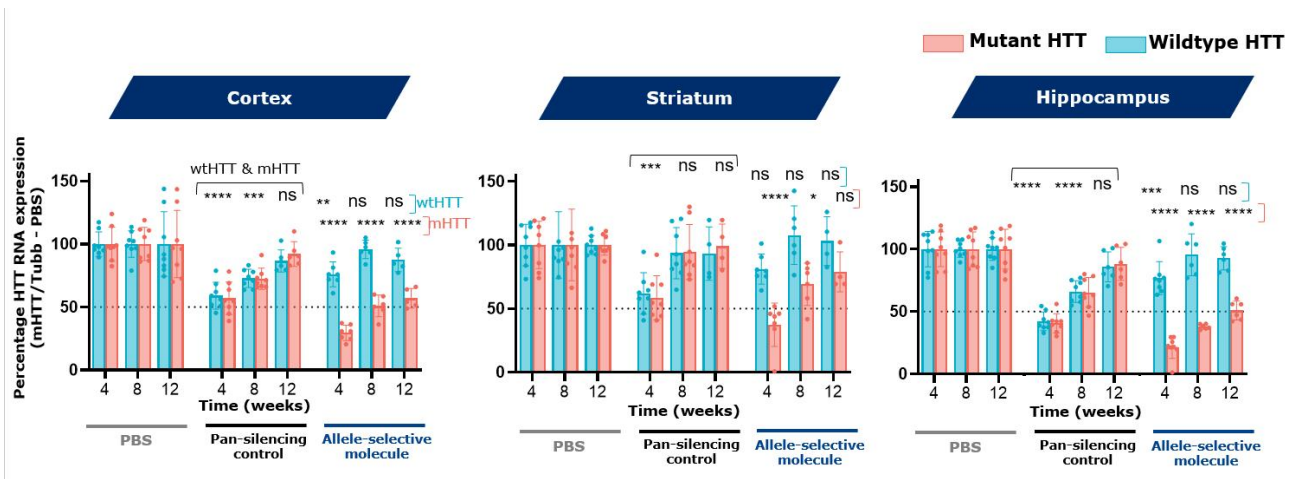 Mutant HTT Wildtype HTT
Cortex
Striatum
Hippocampus
Percentage HTT RNA expression
(mHTT/Tubb - PBS)
150
100
50
0
wtHTT & mHTT
**** *** ns
** ns ns wtHTT
**** **** **** mHTT
4 8 12 4 8 12 4 8 12
Time (weeks)
PBS
Pan-silencing
control
Allele-selective
molecule
150
100
50
0
*** ns ns
ns ns ns
**** * ns
4 8 12 4 8 12 4 8 12
Time (weeks)
PBS
Pan-silencing
control
Allele-selective
molecule
150
100
50
0
**** **** ns
*** ns ns
**** **** ****
4 8 12 4 8 12 4 8 12
Time (weeks)
PBS
Pan-silencing
control
Allele-selective
molecule